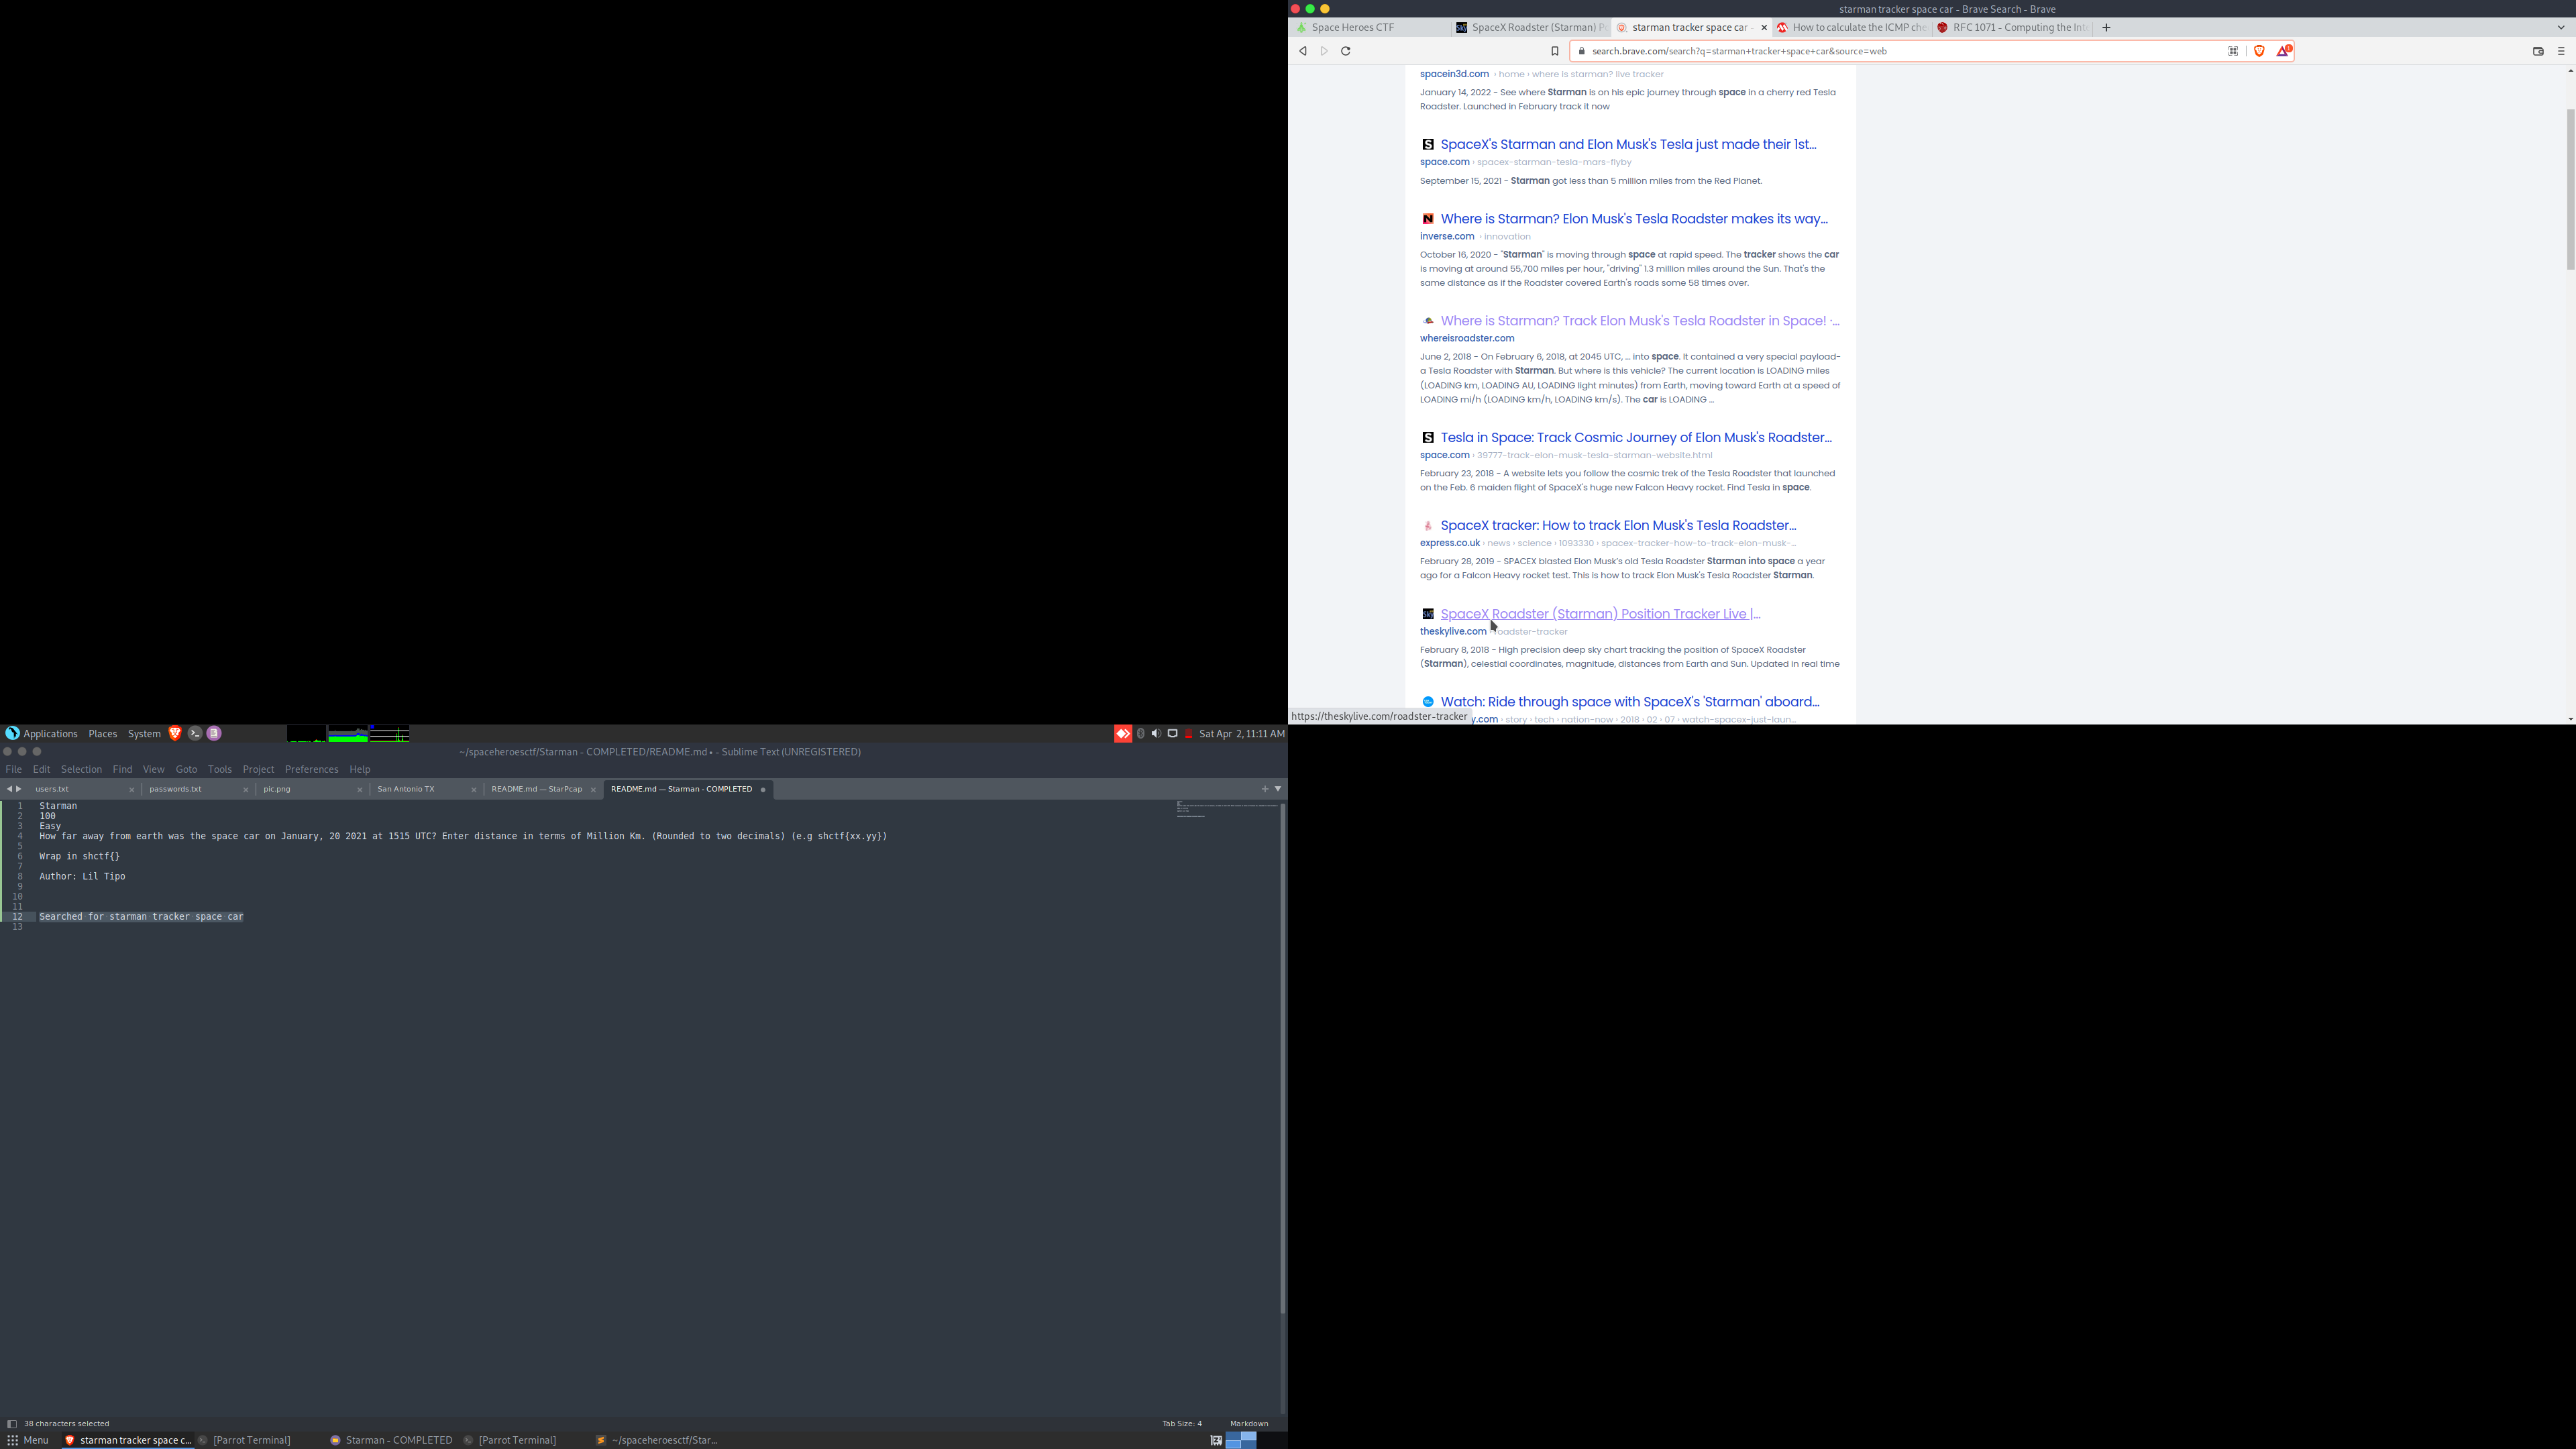 starman tracker space car - Brave Search - Brave
Space Heroes CTF
SpaceX Roadster (Starman) P
starman tracker space car -
How to calculate the ICMP che
RFC 1071 - Computing the Int
search.brave.com/search?q=starman+tracker+space+car&source=web
spacein3d.com › home › where is starman? live tracker
January 14, 2022 - See where Starman is on his epic journey through space in a cherry red Tesla
Roadster. Launched in February track it now
SpaceX's Starman and Elon Musk's Tesla just made their 1st...
space.com › spacex-starman-tesla-mars-flyby
September 15, 2021 - Starman got less than 5 million miles from the Red Planet.
Where is Starman? Elon Musk's Tesla Roadster makes its way...
inverse.com › innovation
October 16, 2020 - "Starman" is moving through space at rapid speed. The tracker shows the car
is moving at around 55,700 miles per hour, "driving" 1.3 million miles around the Sun. That's the
same distance as if the Roadster covered Earth's roads some 58 times over.
Where is Starman? Track Elon Musk's Tesla Roadster in Space! ·...
whereisroadster.com
June 2, 2018 - On February 6, 2018, at 2045 UTC, ... into space. It contained a very special payload-
a Tesla Roadster with Starman. But where is this vehicle? The current location is LOADING miles
(LOADING km, LOADING AU, LOADING light minutes) from Earth, moving toward Earth at a speed of
LOADING mi/h (LOADING km/h, LOADING km/s). The car is LOADING ...
Tesla in Space: Track Cosmic Journey of Elon Musk's Roadster...
space.com › 39777-track-elon-musk-tesla-starman-website.html
February 23, 2018 - A website lets you follow the cosmic trek of the Tesla Roadster that launched
on the Feb. 6 maiden flight of SpaceX's huge new Falcon Heavy rocket. Find Tesla in space.
SpaceX tracker: How to track Elon Musk's Tesla Roadster...
express.co.uk › news › science › 1093330 › spacex-tracker-how-to-track-elon-musk-...
February 28, 2019 - SPACEX blasted Elon Musk's old Tesla Roadster Starman into space a year
ago for a Falcon Heavy rocket test. This is how to track Elon Musk's Tesla Roadster Starman.
SpaceX Roadster (Starman) Position Tracker Live |...
theskylive.com › roadster-tracker
February 8, 2018 - High precision deep sky chart tracking the position of SpaceX Roadster
(Starman), celestial coordinates, magnitude, distances from Earth and Sun. Updated in real time
Watch: Ride through space with SpaceX's 'Starman' aboard...
y.com › story › tech › nation-now › 2018 › 02 › 07 › watch-spacex-just-laun...
https://theskylive.com/roadster-tracker
Applications Places System
Sat Apr 2, 11:11 AM
~/spaceheroesctf/Starman - COMPLETED/README.md • - Sublime Text (UNREGISTERED)
File Edit Selection Find View Goto Tools Project Preferences Help
users.txt
passwords.txt
pic.png
San Antonio TX
README.md — StarPcap
README.md — Starman - COMPLETED
1 Starman
2 100
3 Easy
4 How far away from earth was the space car on January, 20 2021 at 1515 UTC? Enter distance in terms of Million Km. (Rounded to two decimals) (e.g shctf{xx.yy})
5
6 Wrap in shctf{}
7
8 Author: Lil Tipo
9
10
11
12 Searched for starman tracker space car
13
38 characters selected
Tab Size: 4
Markdown
Menu
starman tracker space c...
[Parrot Terminal]
Starman - COMPLETED
[Parrot Terminal]
~/spaceheroesctf/Star...